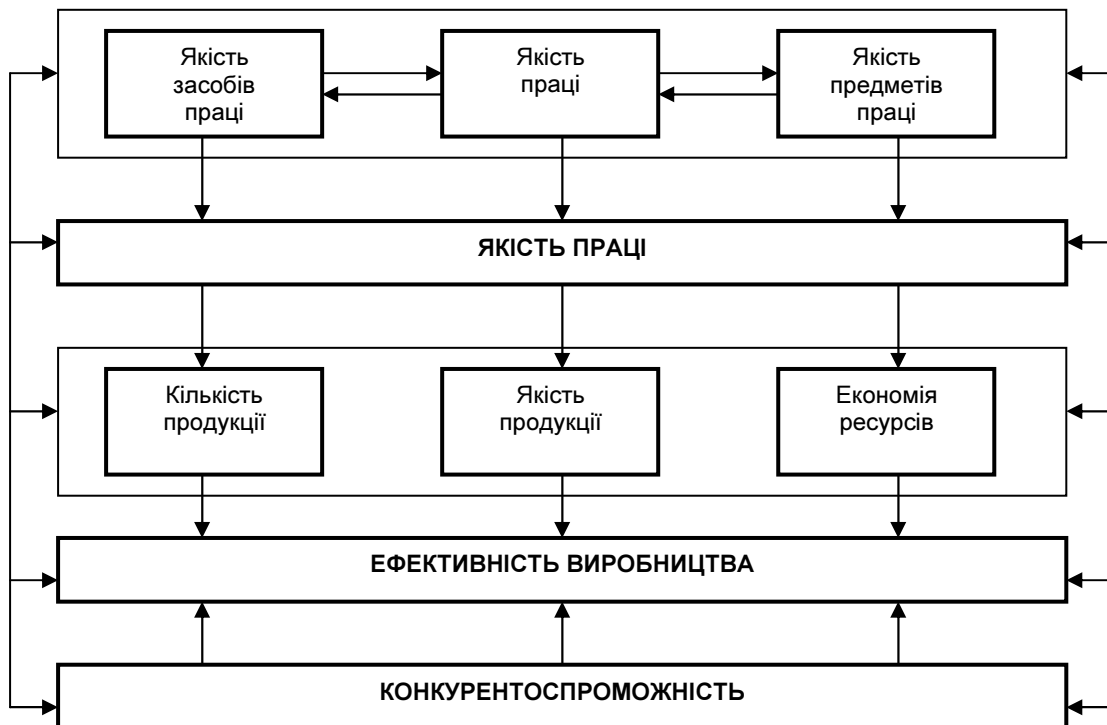 Якість
засобів
праці
Якість
праці
Якість
предметів
праці
ЯКІСТЬ ПРАЦІ
Кількість
продукції
Якість
продукції
Економія
ресурсів
ЕФЕКТИВНІСТЬ ВИРОБНИЦТВА
КОНКУРЕНТОСПРОМОЖНІСТЬ